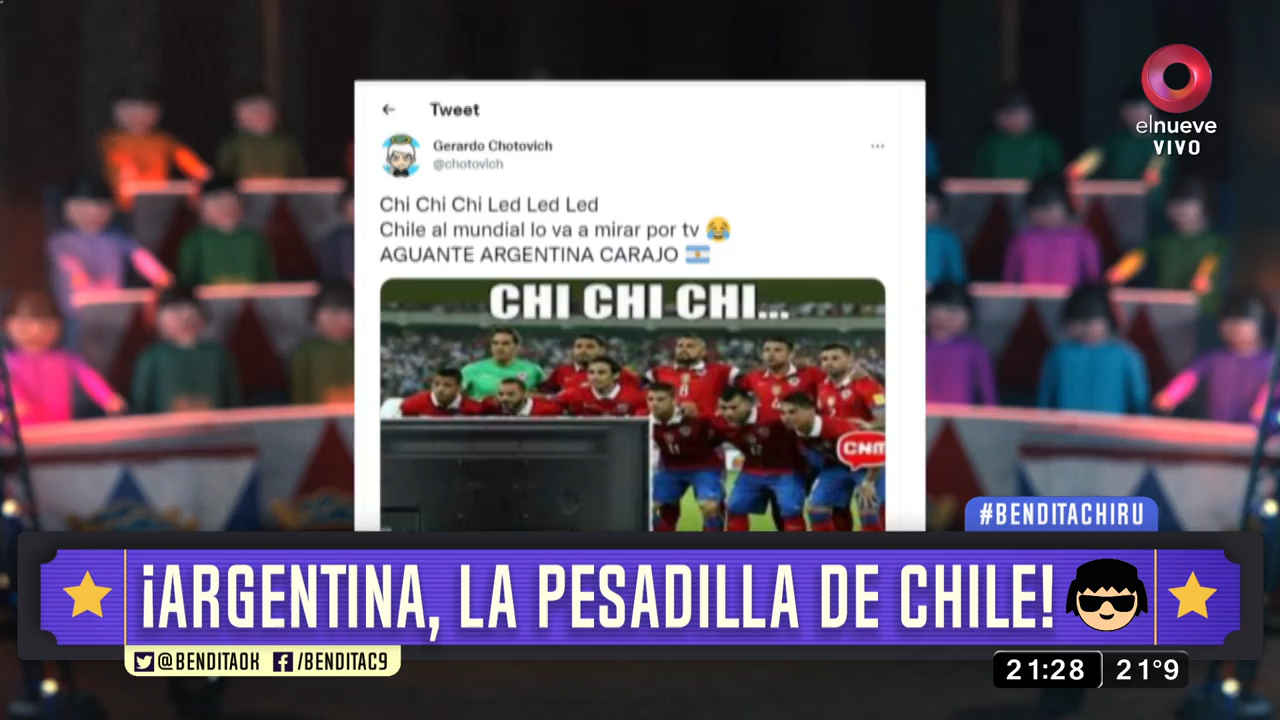 Tweet
Gerardo Chotovich
@chotovich
Chi Chi Chi Led Led Led
Chile al mundial lo va a mirar por tv 😂
AGUANTE ARGENTINA CARAJO 🇦🇷
CHI CHI CHI...
CNM
elnueve
VIVO
#BENDITACHIRU
¡ARGENTINA, LA PESADILLA DE CHILE!
@BENDITAOK /BENDITAC9
21:28 21°9